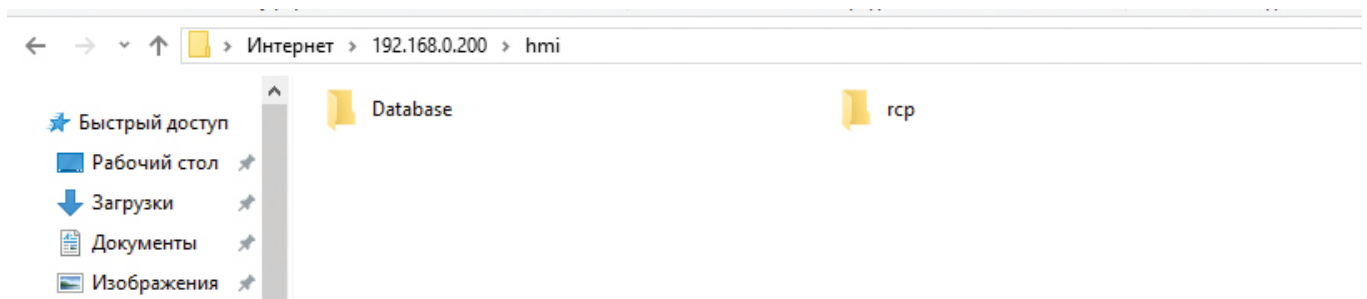 Интернет > 192.168.0.200 > hmi
Быстрый доступ
Рабочий стол
Загрузки
Документы
Изображения
Database
rcp